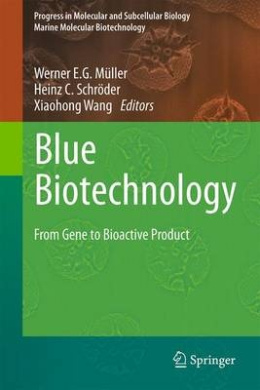 Progress in Molecular and Subcellular Biology
Marine Molecular Biotechnology
Werner E.G. Müller
Heinz C. Schröder
Xiaohong Wang Editors
Blue
Biotechnology
From Gene to Bioactive Product
Springer